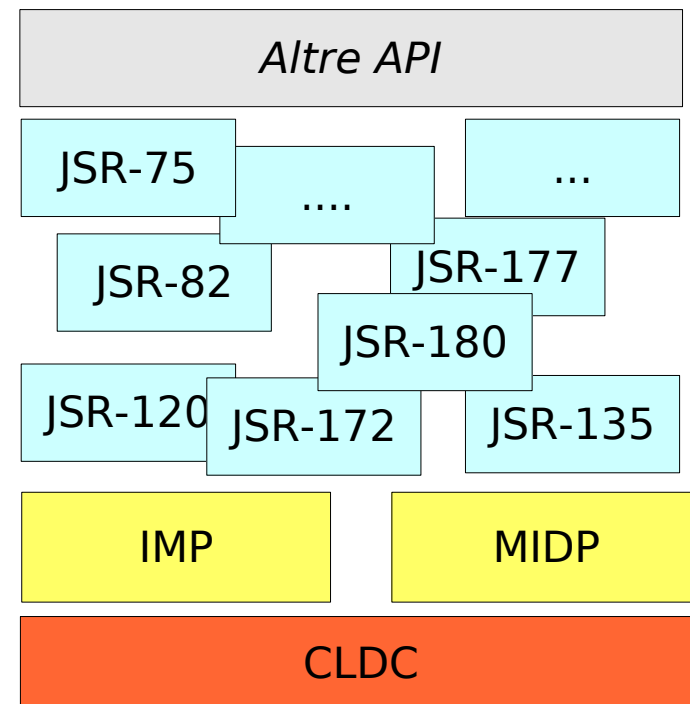 Altre API
JSR-75
....
...
JSR-82
JSR-177
JSR-180
JSR-120
JSR-172
JSR-135
IMP
MIDP
CLDC